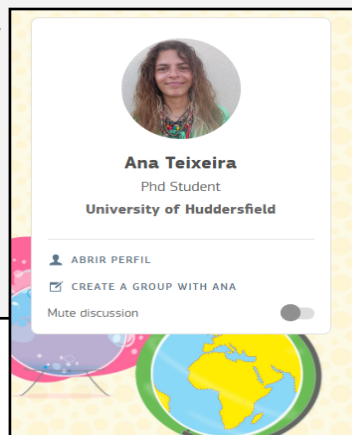 Ana Teixeira
Phd Student
University of Huddersfield
ABRIR PERFIL
CREATE A GROUP WITH ANA
Mute discussion